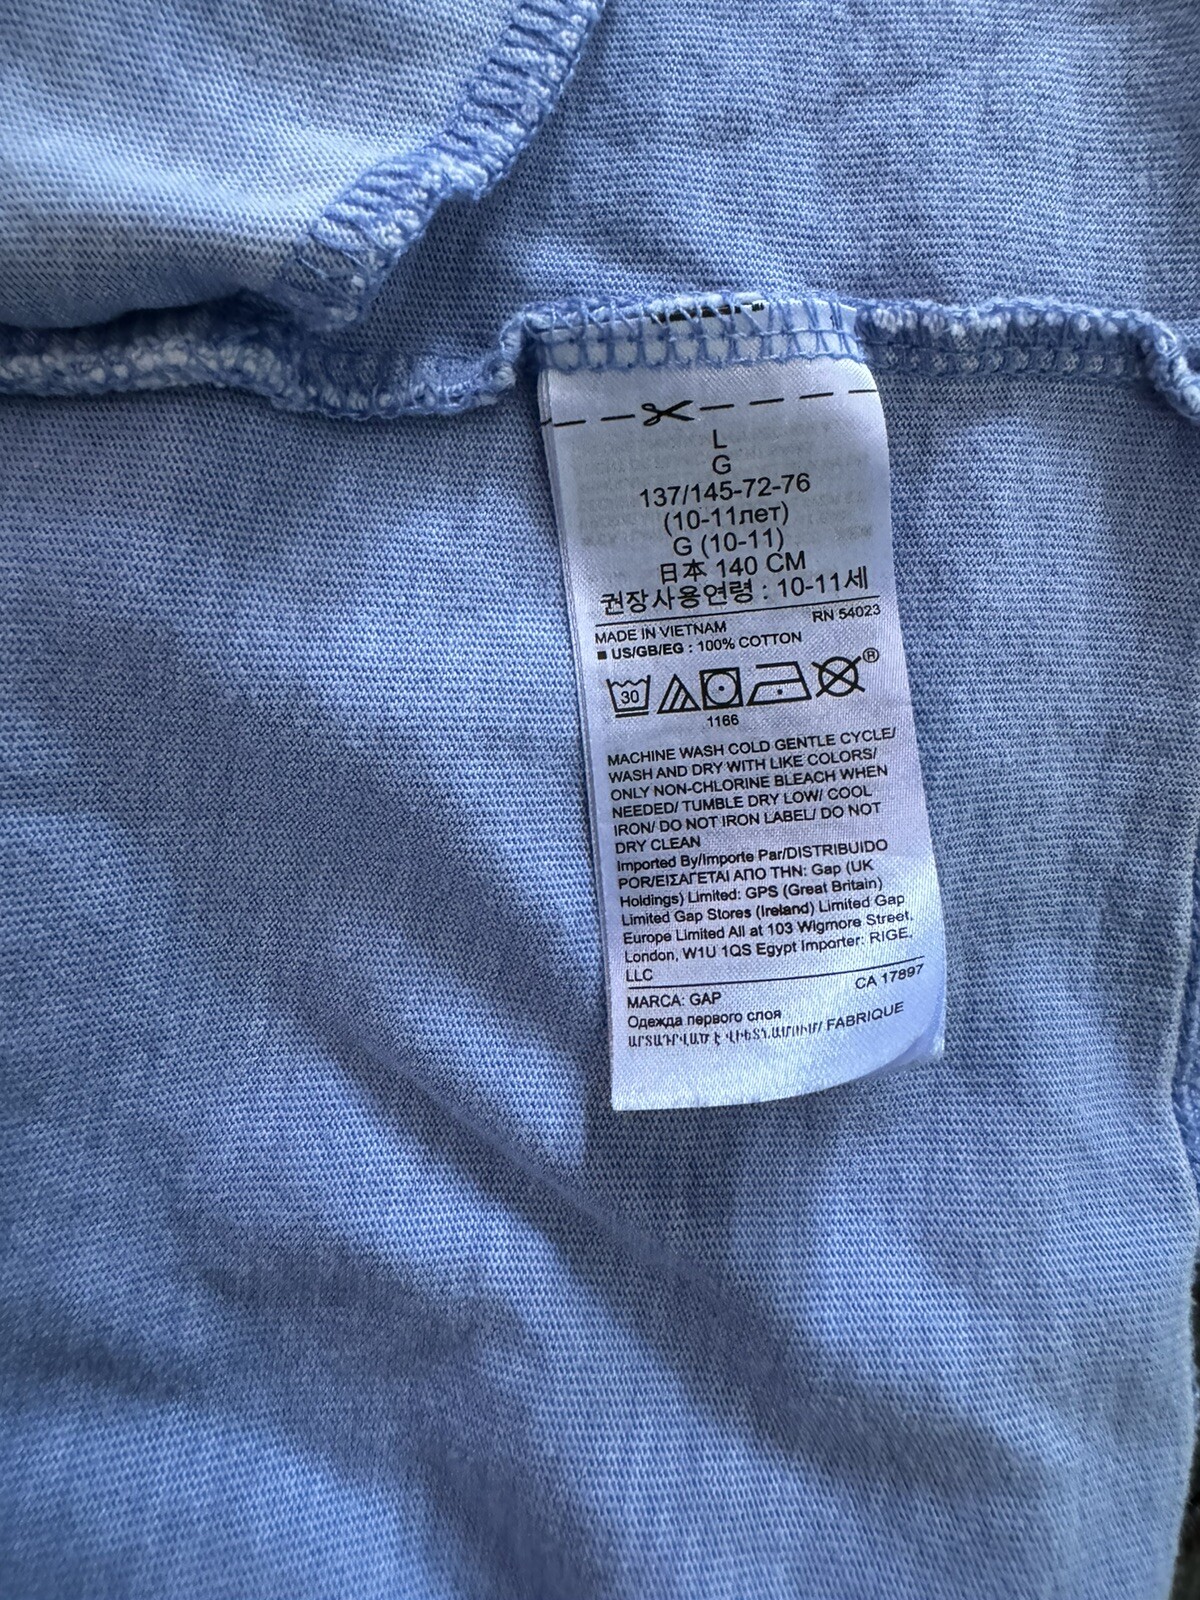 L
G
137/145-72-76
(10-11лет)
G (10-11)
日本 140 CM
권장사용연령 : 10-11세
RN 54023
MADE IN VIETNAM
■ US/GB/EG : 100% COTTON
30
®
1166
MACHINE WASH COLD GENTLE CYCLE/
WASH AND DRY WITH LIKE COLORS/
ONLY NON-CHLORINE BLEACH WHEN
NEEDED/ TUMBLE DRY LOW/ COOL
IRON/ DO NOT IRON LABEL/ DO NOT
DRY CLEAN
Imported By/Importe Par/DISTRIBUIDO
POR/ΕΙΣΑΓΕΤΑΙ ΑΠΟ ΤΗΝ: Gap (UK
Holdings) Limited: GPS (Great Britain)
Limited Gap Stores (Ireland) Limited Gap
Europe Limited All at 103 Wigmore Street,
London, W1U 1QS Egypt Importer: RIGE,
LLC
CA 17897
MARCA: GAP
Одежда первого слоя
ԱՐՏԱԴՐՎԱԾ Է ՎԻԵՏՆԱՄՈՒՄ/ FABRIQUE